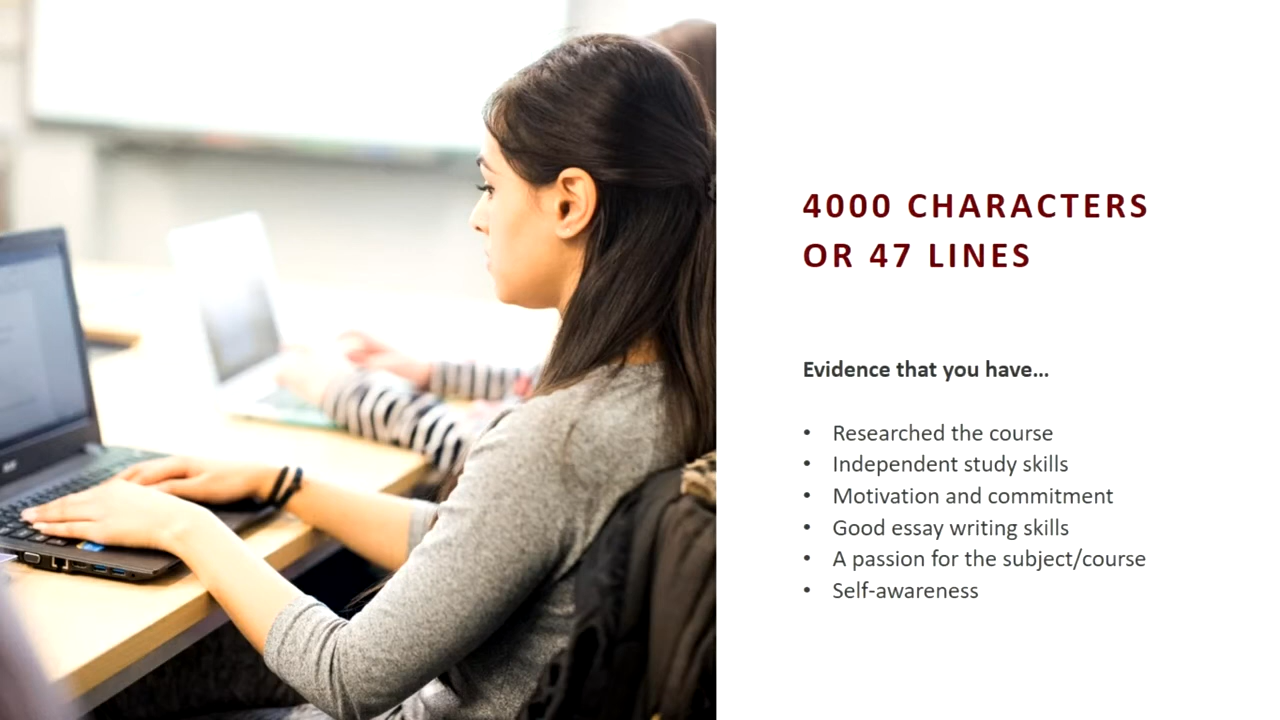 4000 CHARACTERS
OR 47 LINES
Evidence that you have...
• Researched the course
• Independent study skills
• Motivation and commitment
• Good essay writing skills
• A passion for the subject/course
• Self-awareness